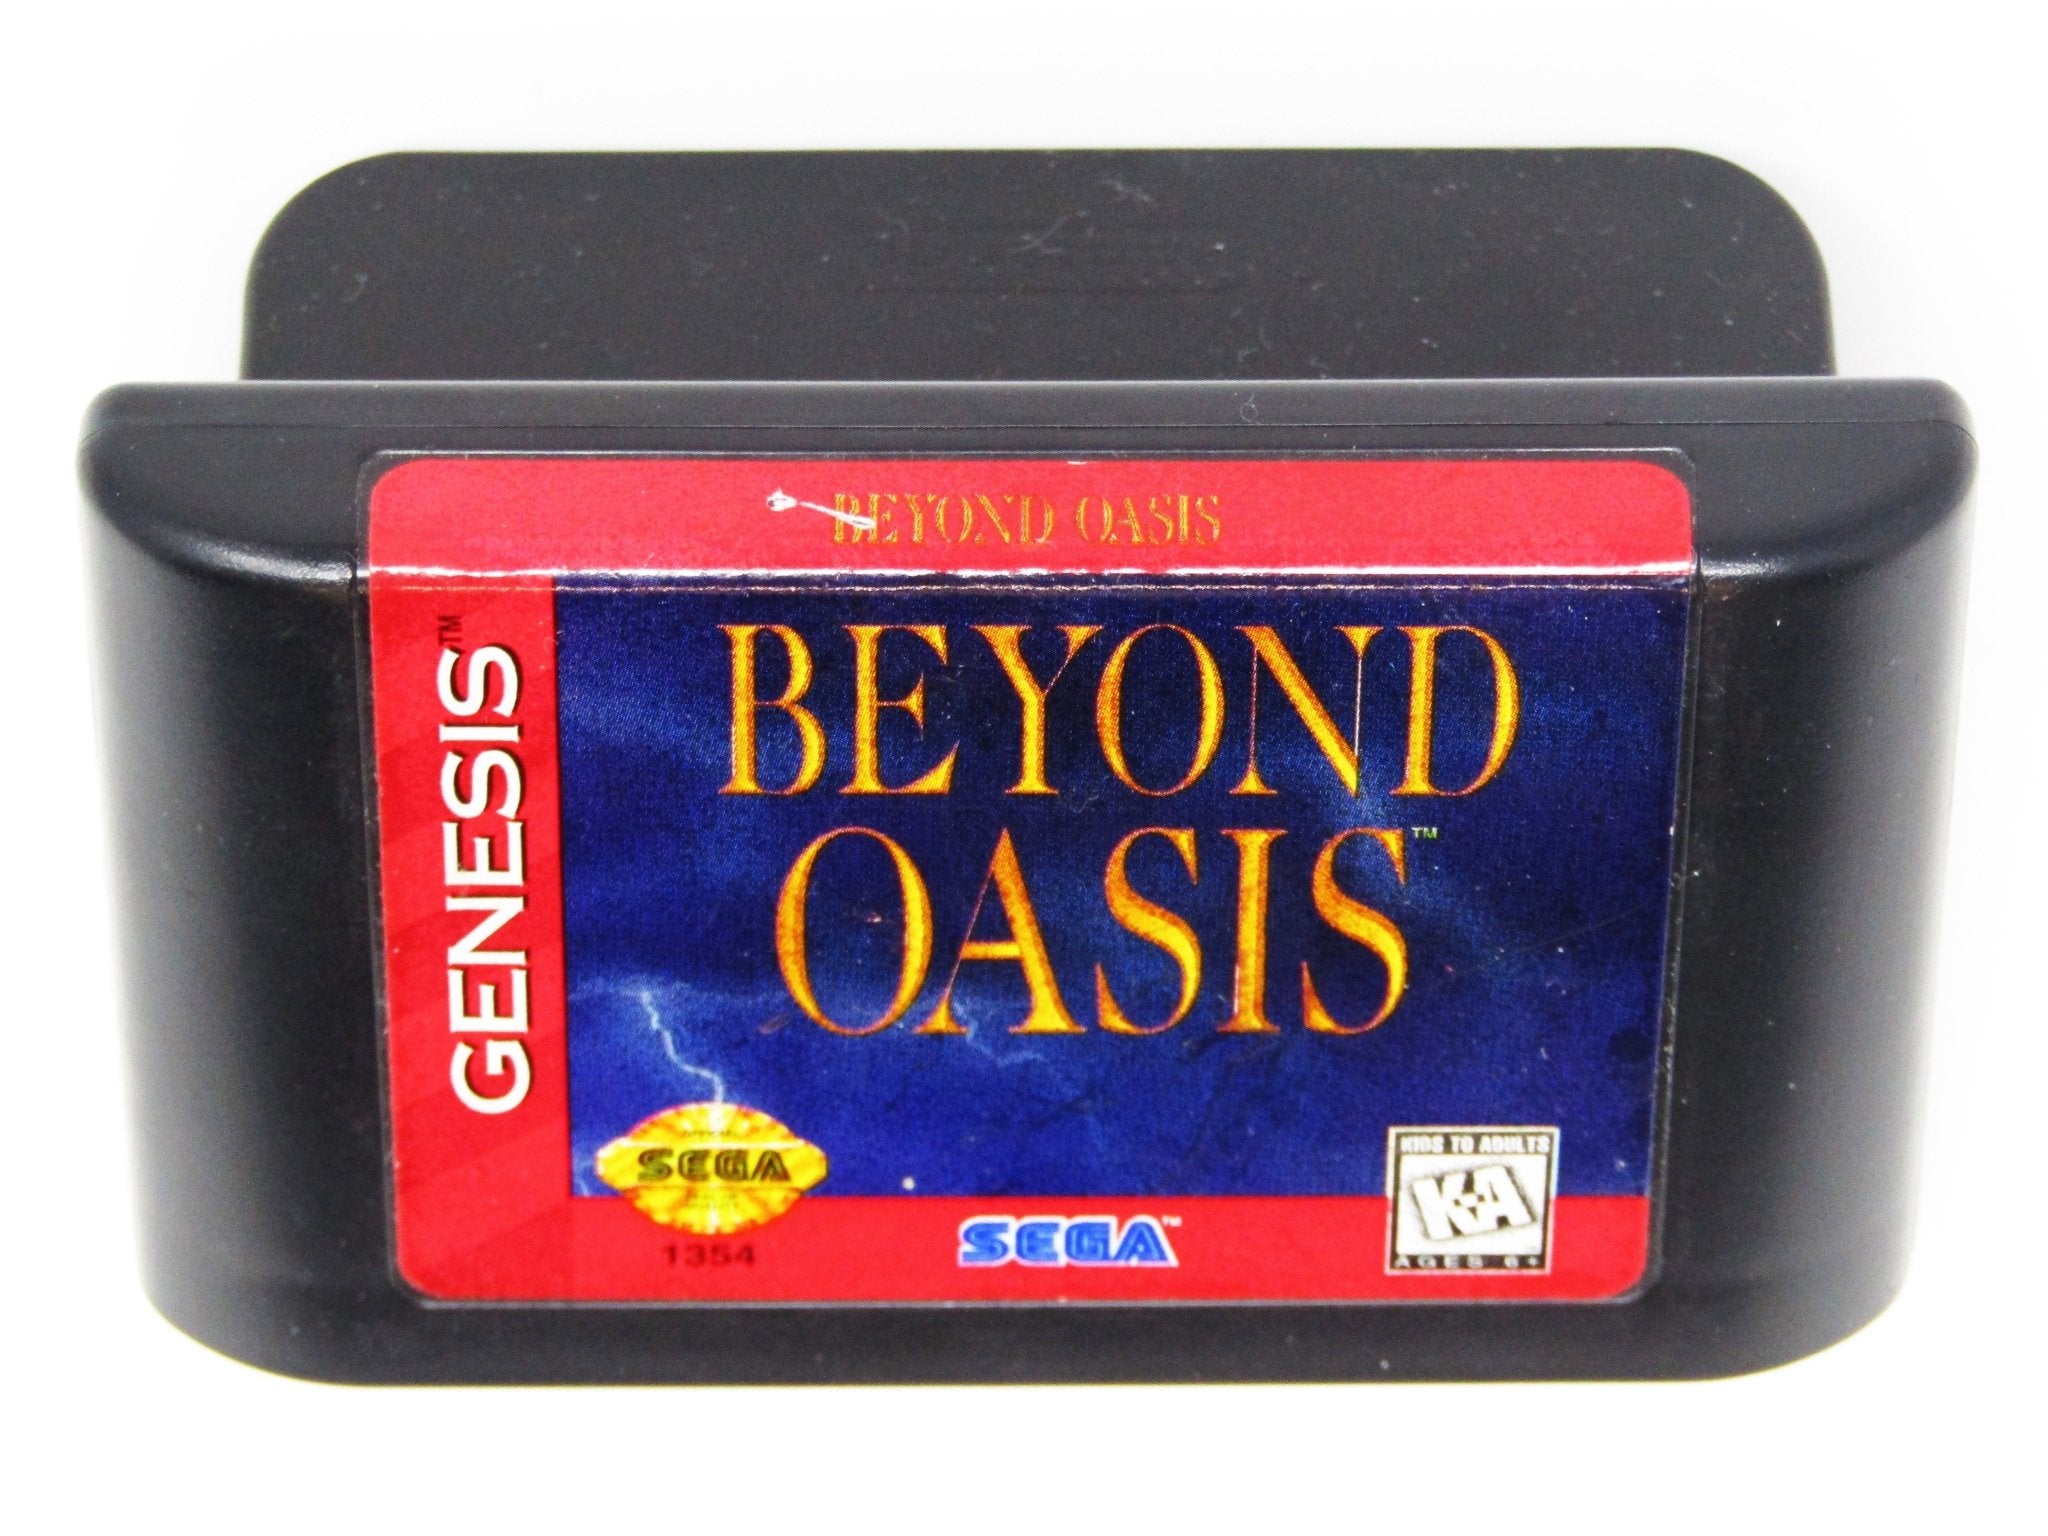 BEYOND OASIS
GENESIS™
BEYOND
OASIS™
SEGA
1354
SEGA™
KIDS TO ADULTS
K-A
AGES 6+